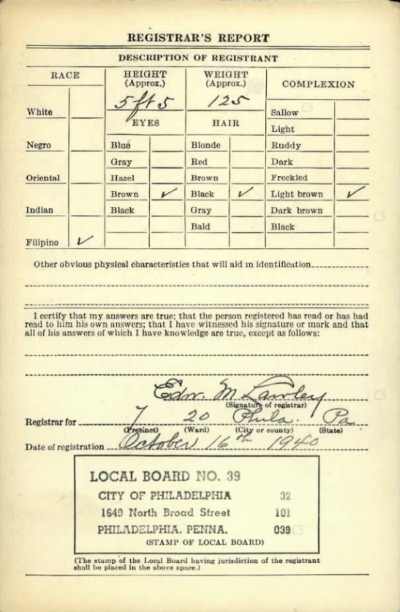 REGISTRAR'S REPORT
DESCRIPTION OF REGISTRANT
RACE
HEIGHT
(Approx.)
WEIGHT
(Approx.)
COMPLEXION
5 ft 5
125
White
Sallow
EYES
HAIR
Light
Negro
Blue
Blonde
Ruddy
Gray
Red
Dark
Oriental
Hazel
Brown
Freckled
Brown ✓
Black ✓
Light brown ✓
Indian
Black
Gray
Dark brown
Bald
Black
Filipino ✓
Other obvious physical characteristics that will aid in identification
I certify that my answers are true; that the person registered has read or has had
read to him his own answers; that I have witnessed his signature or mark and that
all of his answers of which I have knowledge are true, except as follows:
Edw. M. Lawley
(Signature of registrar)
Registrar for 7 20 Phila. Pa
(Precinct) (Ward) (City or county) (State)
Date of registration October 16th 1940
LOCAL BOARD NO. 39
CITY OF PHILADELPHIA 32
1649 North Broad Street 101
PHILADELPHIA, PENNA. 039
(STAMP OF LOCAL BOARD)
(The stamp of the Local Board having jurisdiction of the registrant
shall be placed in the above space.)